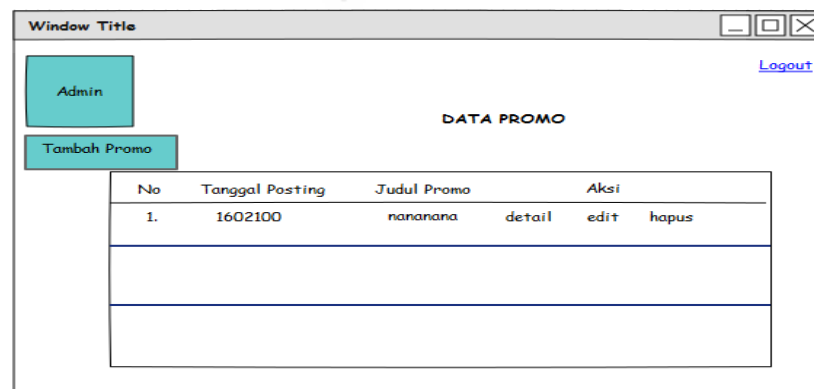 Window Title
Logout
Admin
DATA PROMO
Tambah Promo
No Tanggal Posting Judul Promo Aksi
1. 1602100 nananana detail edit hapus